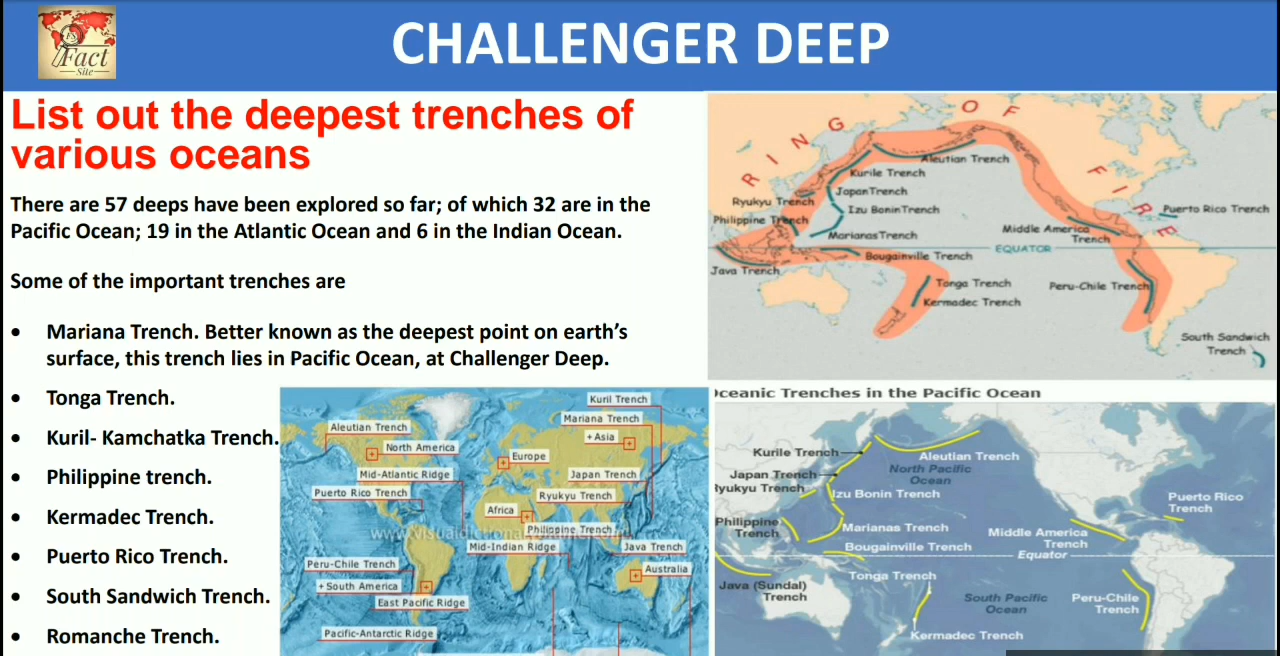 Fact
Site
CHALLENGER DEEP
List out the deepest trenches of
various oceans
There are 57 deeps have been explored so far; of which 32 are in the
Pacific Ocean; 19 in the Atlantic Ocean and 6 in the Indian Ocean.
Some of the important trenches are
• Mariana Trench. Better known as the deepest point on earth's
surface, this trench lies in Pacific Ocean, at Challenger Deep.
• Tonga Trench.
• Kuril- Kamchatka Trench.
• Philippine trench.
• Kermadec Trench.
• Puerto Rico Trench.
• South Sandwich Trench.
• Romanche Trench.
RING OF FIRE
Aleutian Trench
Kurile Trench
Japan Trench
Ryukyu Trench
Izu Bonin Trench
Puerto Rico Trench
Philippine Trench
Marianas Trench
Middle America
Trench
EQUATOR
Bougainville Trench
Java Trench
Tonga Trench
Peru-Chile Trench
Kermadec Trench
South Sandwich
Trench
Kuril Trench
Mariana Trench
Aleutian Trench
+ Asia
North America
Europe
Mid-Atlantic Ridge
Japan Trench
Puerto Rico Trench
Ryukyu Trench
Africa
Philippine Trench
Mid-Indian Ridge
Java Trench
Peru-Chile Trench
Australia
+ South America
East Pacific Ridge
Pacific-Antarctic Ridge
Oceanic Trenches in the Pacific Ocean
Kurile Trench
Aleutian Trench
North Pacific
Ocean
Japan Trench
Ryukyu Trench
Izu Bonin Trench
Puerto Rico
Trench
Philippine
Trench
Marianas Trench
Middle America
Trench
Bougainville Trench
Equator
Java (Sundal)
Trench
Tonga Trench
South Pacific
Ocean
Peru-Chile
Trench
Kermadec Trench